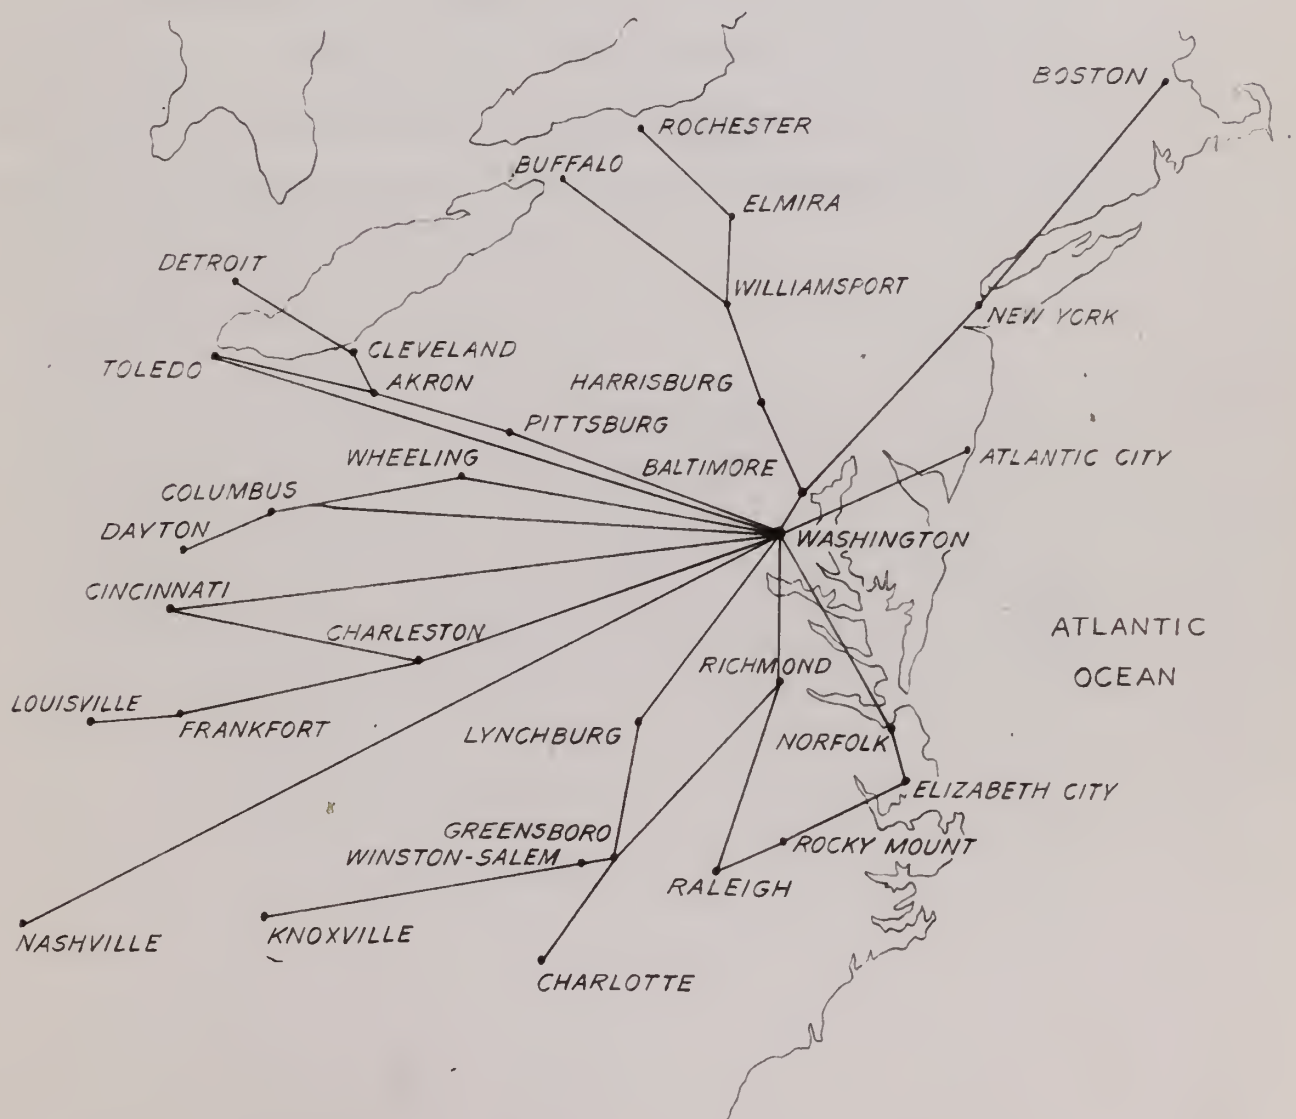 BOSTON
ROCHESTER
BUFFALO
ELMIRA
DETROIT
WILLIAMSPORT
NEW YORK
CLEVELAND
TOLEDO
AKRON
HARRISBURG
PITTSBURG
WHEELING
BALTIMORE
ATLANTIC CITY
COLUMBUS
DAYTON
WASHINGTON
CINCINNATI
CHARLESTON
ATLANTIC
OCEAN
RICHMOND
LOUISVILLE
FRANKFORT
LYNCHBURG
NORFOLK
ELIZABETH CITY
GREENSBORO
WINSTON-SALEM
ROCKY MOUNT
RALEIGH
NASHVILLE
KNOXVILLE
CHARLOTTE